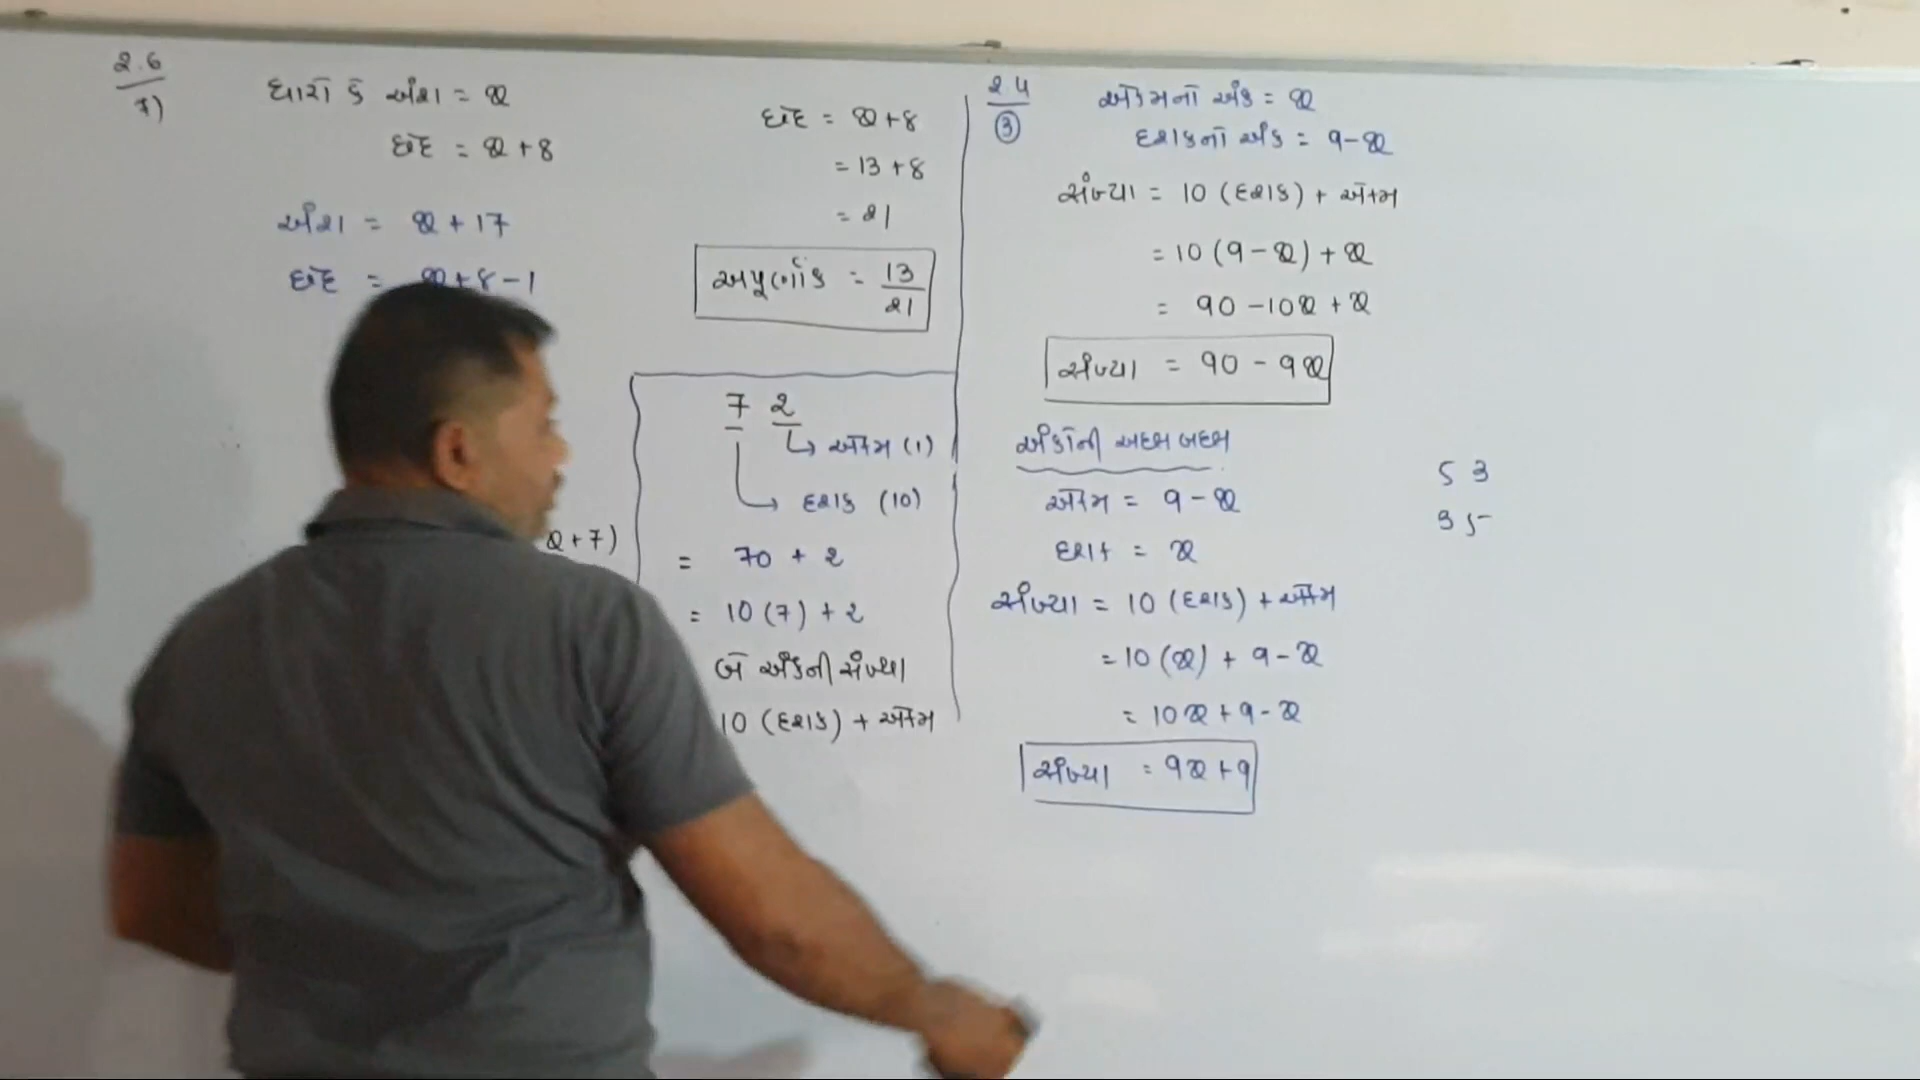 ૨.6
7)
ધારો કે અંશ = x
છેદ = x + 8
અંશ = x + 17
છેદ = x + 8 - 1
x + 7)
છેદ = x + 8
= 13 + 8
= 21
અપૂર્ણાંક = 13/21
7 2
એકમ (1)
દશક (10)
= 70 + 2
= 10 (7) + 2
બે અંકની સંખ્યા
10 (દશક) + એકમ
૨.4
③
એકમનો અંક = x
દશકનો અંક = 9 - x
સંખ્યા = 10 (દશક) + એકમ
= 10 (9 - x) + x
= 90 - 10x + x
સંખ્યા = 90 - 9x
અંકોની અદલ બદલ
એકમ = 9 - x
દશક = x
સંખ્યા = 10 (દશક) + એકમ
= 10 (x) + 9 - x
= 10x + 9 - x
સંખ્યા = 9x + 9
5 3
3 5